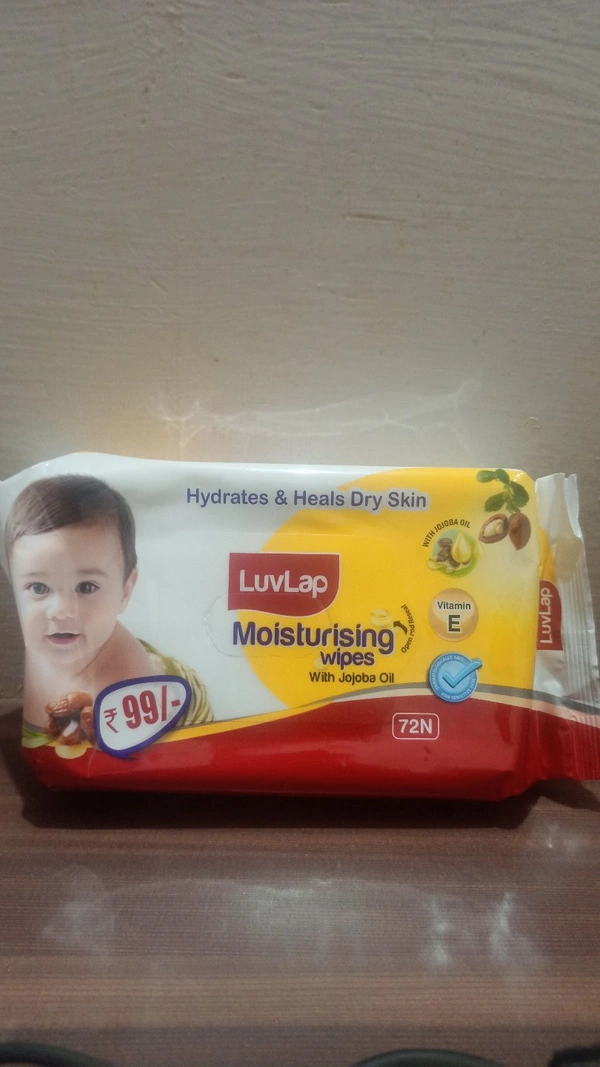 Hydrates & Heals Dry Skin
WITH JOJOBA OIL
LuvLap
Moisturising
wipes
With Jojoba Oil
Open and Reseal
Vitamin
E
₹ 99/-
72N
LuvLap